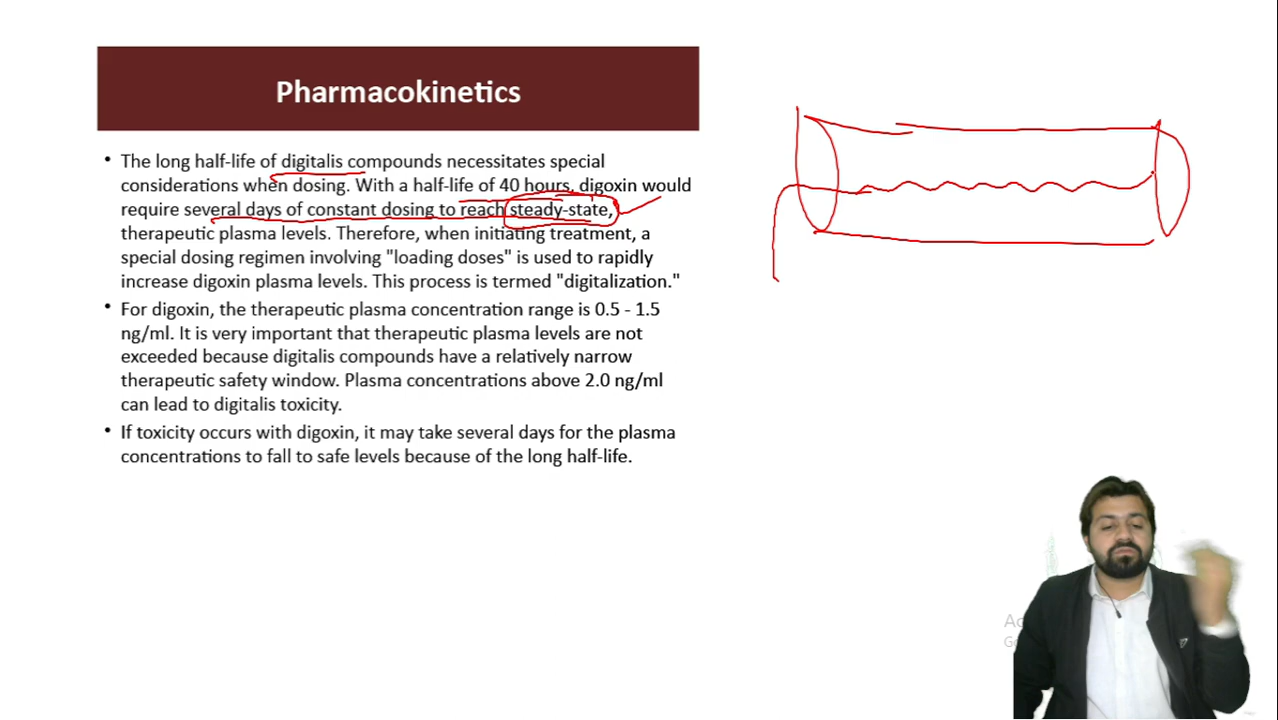 Pharmacokinetics
• The long half-life of digitalis compounds necessitates special
considerations when dosing. With a half-life of 40 hours, digoxin would
require several days of constant dosing to reach steady-state,
therapeutic plasma levels. Therefore, when initiating treatment, a
special dosing regimen involving "loading doses" is used to rapidly
increase digoxin plasma levels. This process is termed "digitalization."
• For digoxin, the therapeutic plasma concentration range is 0.5 - 1.5
ng/ml. It is very important that therapeutic plasma levels are not
exceeded because digitalis compounds have a relatively narrow
therapeutic safety window. Plasma concentrations above 2.0 ng/ml
can lead to digitalis toxicity.
• If toxicity occurs with digoxin, it may take several days for the plasma
concentrations to fall to safe levels because of the long half-life.